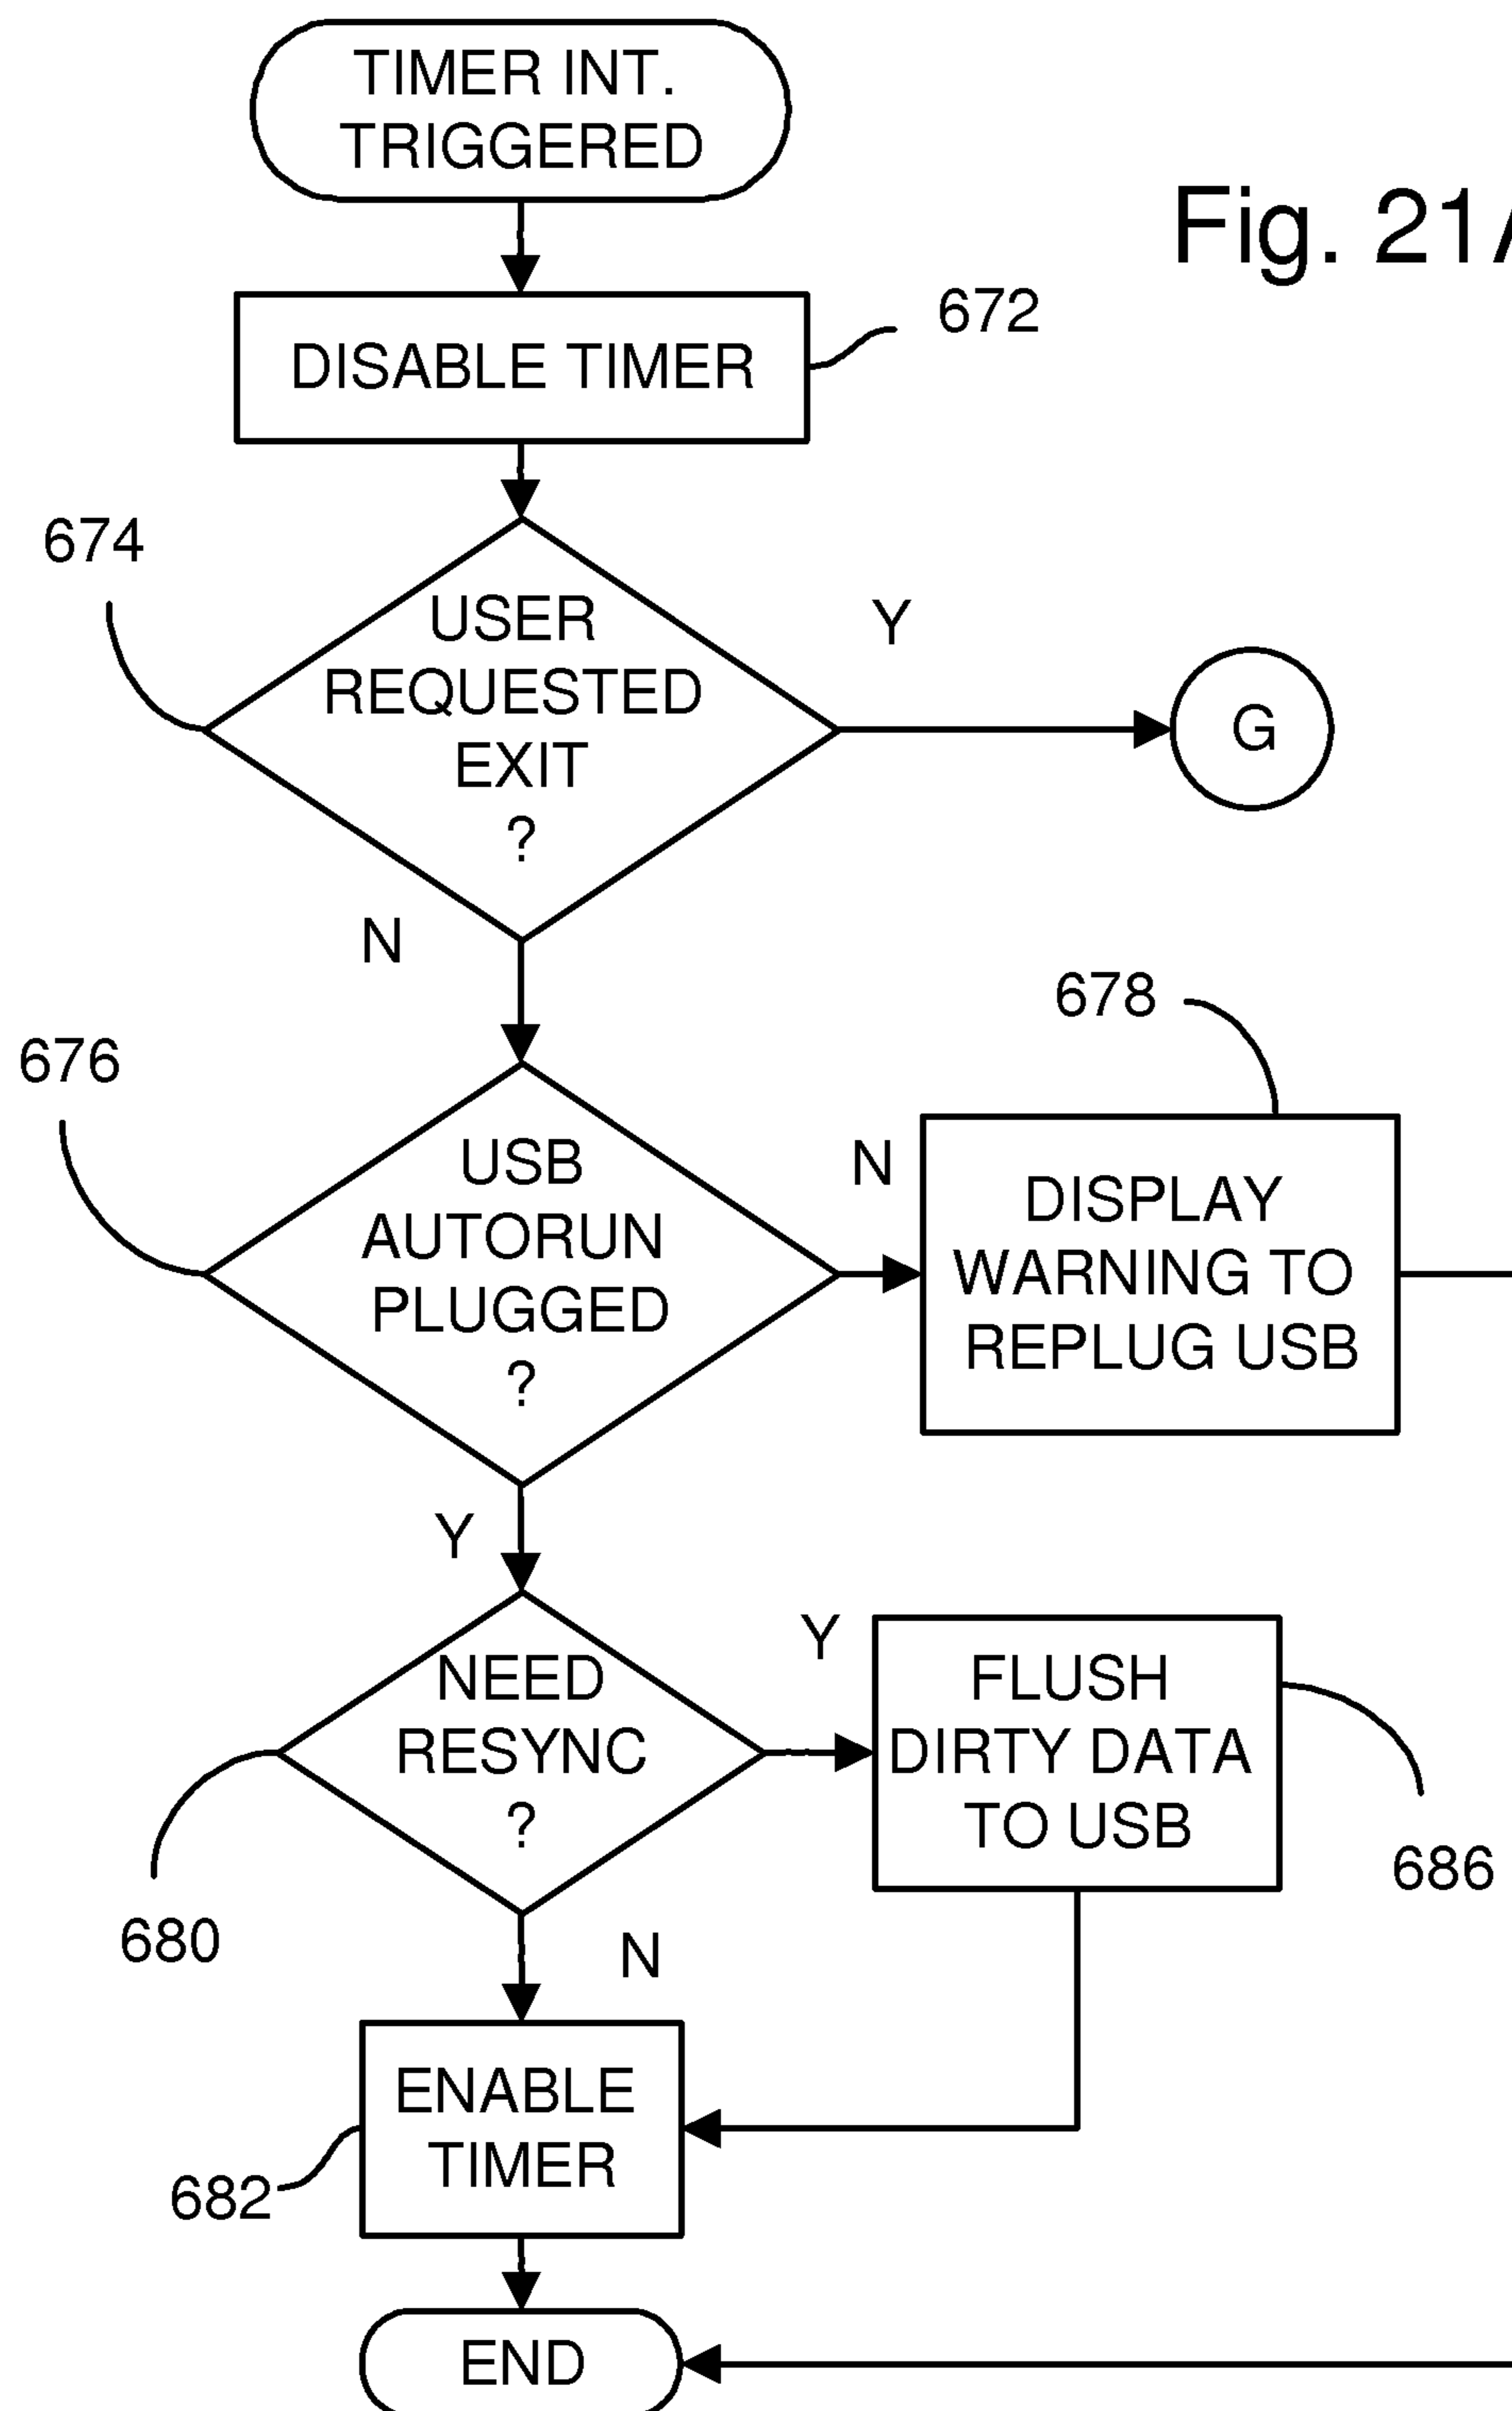 TIMER INT.
TRIGGERED
Fig. 21A
672
DISABLE TIMER
674
USER
REQUESTED
EXIT
?
Y
G
N
678
676
USB
AUTORUN
PLUGGED
?
N
DISPLAY
WARNING TO
REPLUG USB
Y
NEED
RESYNC
?
Y
FLUSH
DIRTY DATA
TO USB
686
680
N
ENABLE
TIMER
682
END